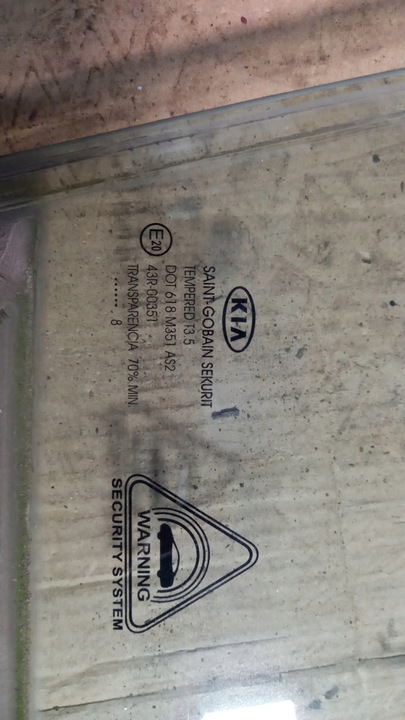 KIA
SAINT-GOBAIN SEKURIT
TEMPERED T3.5
DOT 618 M351 AS2
E20
43R-00351
TRANSPARENCIA 70% MIN.
....... 8
WARNING
SECURITY SYSTEM